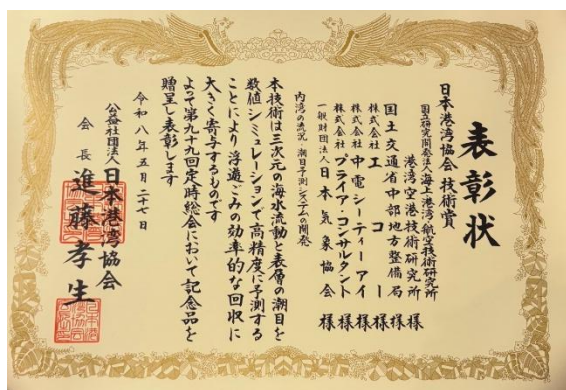 表彰状
日本港湾協会 技術賞
国立研究開発法人海上港湾航空技術研究所
港湾空港技術研究所 様
国土交通省中部地方整備局 様
株式会社エコー 様
株式会社中電シーティーアイ 様
株式会社プライア・コンサルタント 様
一般財団法人日本気象協会 様
内湾の流況・潮目予測システムの開発
本技術は三次元の海水流動と表層の潮目を
数値シミュレーションで高精度に予測する
ことにより浮遊ごみの効率的な回収に
大きく寄与するものです
よって第九十九回定時総会において記念品を
贈呈し表彰します
令和八年五月二十七日
公益社団法人日本港湾協会
会長 進藤孝生